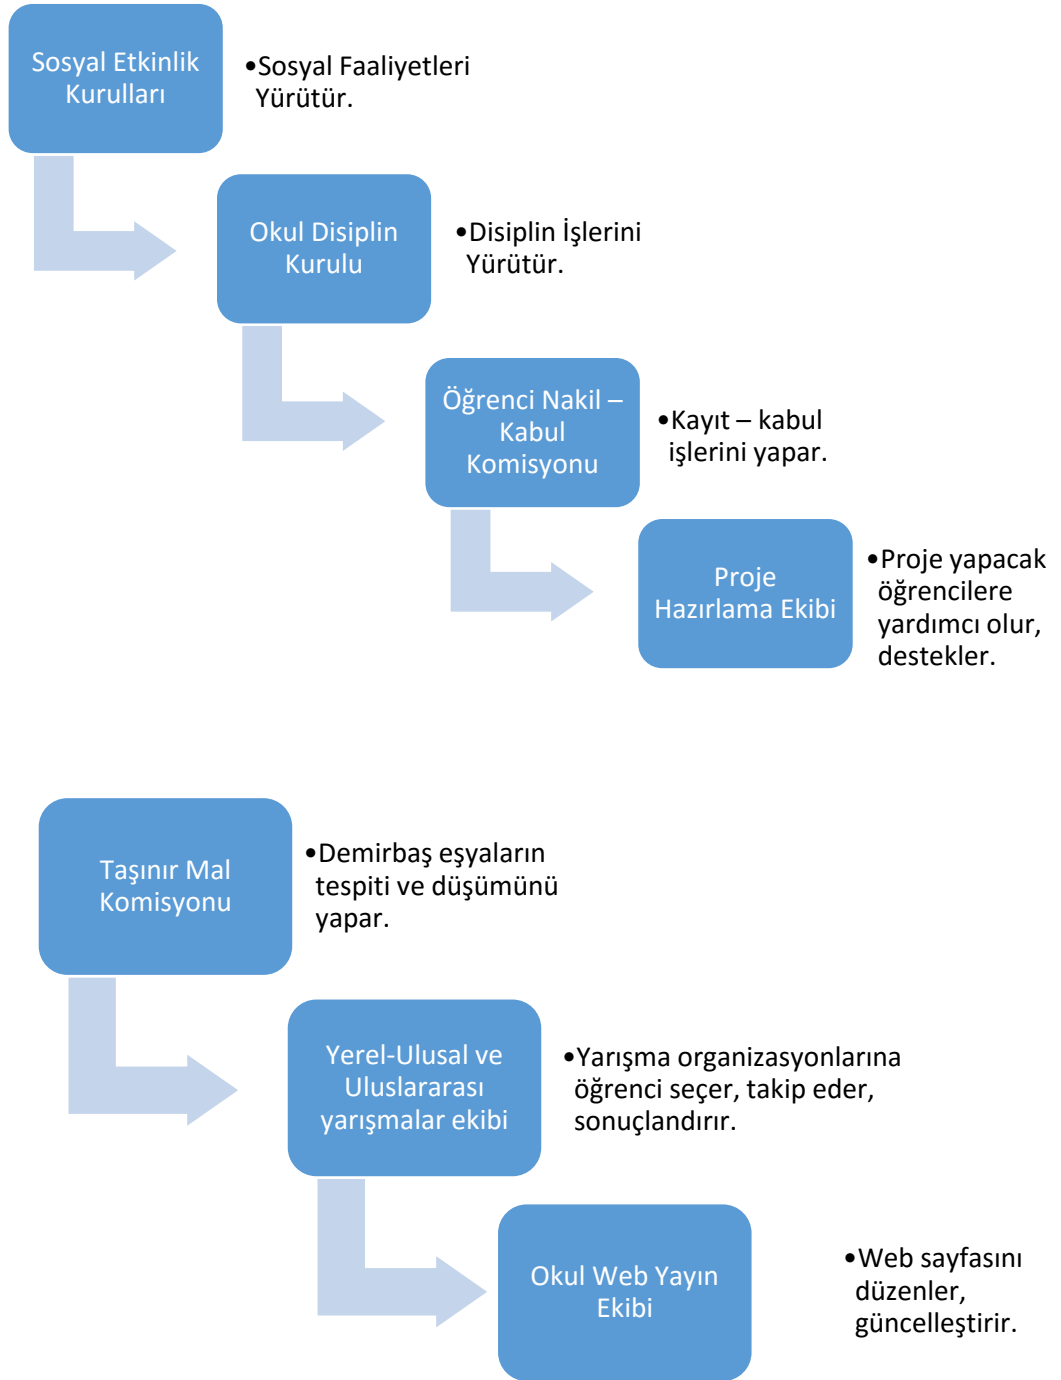 Sosyal Etkinlik
Kurulları
•Sosyal Faaliyetleri
Yürütür.
Okul Disiplin
Kurulu
•Disiplin İşlerini
Yürütür.
Öğrenci Nakil –
Kabul
Komisyonu
•Kayıt – kabul
işlerini yapar.
Proje
Hazırlama Ekibi
•Proje yapacak
öğrencilere
yardımcı olur,
destekler.
Taşınır Mal
Komisyonu
•Demirbaş eşyaların
tespiti ve düşümünü
yapar.
Yerel-Ulusal ve
Uluslararası
yarışmalar ekibi
•Yarışma organizasyonlarına
öğrenci seçer, takip eder,
sonuçlandırır.
Okul Web Yayın
Ekibi
•Web sayfasını
düzenler,
güncelleştirir.